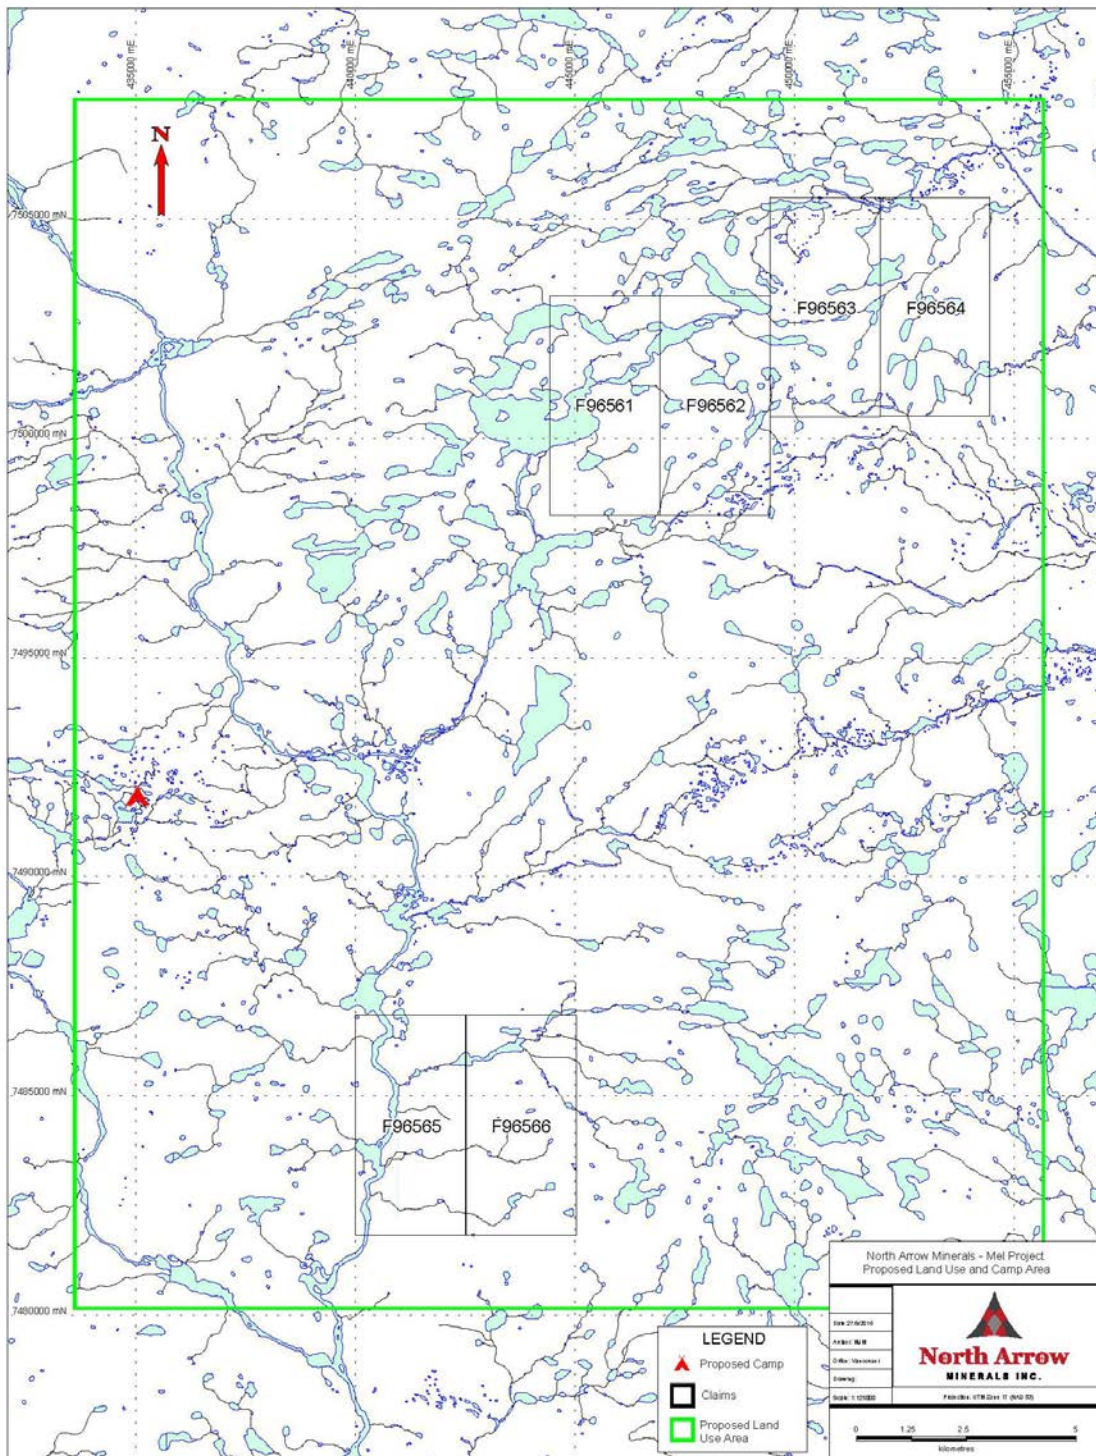 435000 mE
440000 mE
445000 mE
450000 mE
455000 mE
N
7505000 mN
F96563
F96564
F96561
F96562
7500000 mN
7495000 mN
7490000 mN
7485000 mN
F96565
F96566
7480000 mN
North Arrow Minerals - Mel Project
Proposed Land Use and Camp Area
LEGEND
Proposed Camp
Claims
Proposed Land
Use Area
North Arrow
MINERALS INC.
0 1.25 2.5 5
kilometres